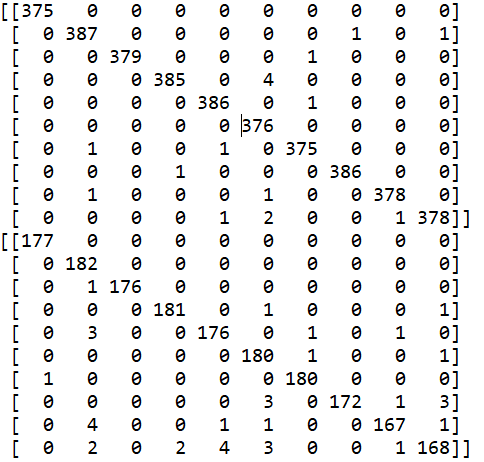 [[375   0   0   0   0   0   0   0   0   0]
 [  0 387   0   0   0   0   0   1   0   1]
 [  0   0 379   0   0   0   1   0   0   0]
 [  0   0   0 385   0   4   0   0   0   0]
 [  0   0   0   0 386   0   1   0   0   0]
 [  0   0   0   0   0 376   0   0   0   0]
 [  0   1   0   0   1   0 375   0   0   0]
 [  0   0   0   1   0   0   0 386   0   0]
 [  0   1   0   0   0   1   0   0 378   0]
 [  0   0   0   0   1   2   0   0   1 378]]
[[177   0   0   0   0   0   0   0   0   0]
 [  0 182   0   0   0   0   0   0   0   0]
 [  0   1 176   0   0   0   0   0   0   0]
 [  0   0   0 181   0   1   0   0   0   1]
 [  0   3   0   0 176   0   1   0   1   0]
 [  0   0   0   0   0 180   1   0   0   1]
 [  1   0   0   0   0   0 180   0   0   0]
 [  0   0   0   0   0   3   0 172   1   3]
 [  0   4   0   0   1   1   0   0 167   1]
 [  0   2   0   2   4   3   0   0   1 168]]